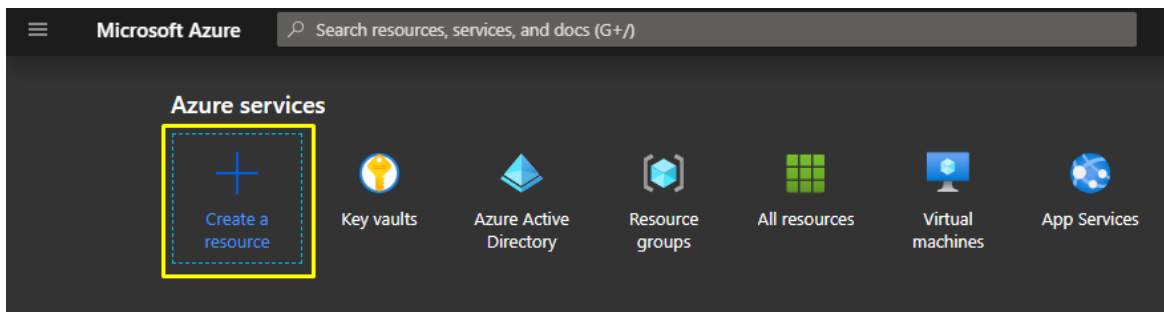 Microsoft Azure
Search resources, services, and docs (G+/)
Azure services
Create a
resource
Key vaults
Azure Active
Directory
Resource
groups
All resources
Virtual
machines
App Services